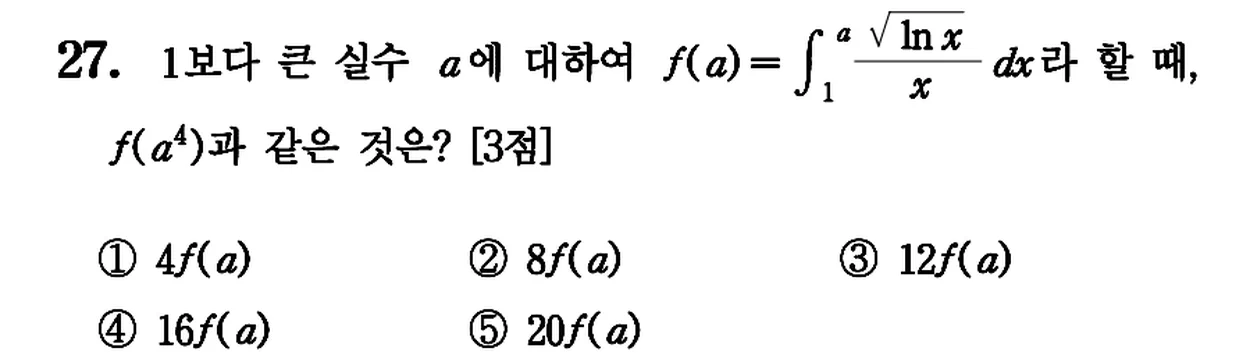 27. 1보다 큰 실수 a에 대하여 f(a)=∫₁ᵃ √(ln x)/x dx라 할 때,
f(a⁴)과 같은 것은? [3점]
① 4f(a) ② 8f(a) ③ 12f(a)
④ 16f(a) ⑤ 20f(a)